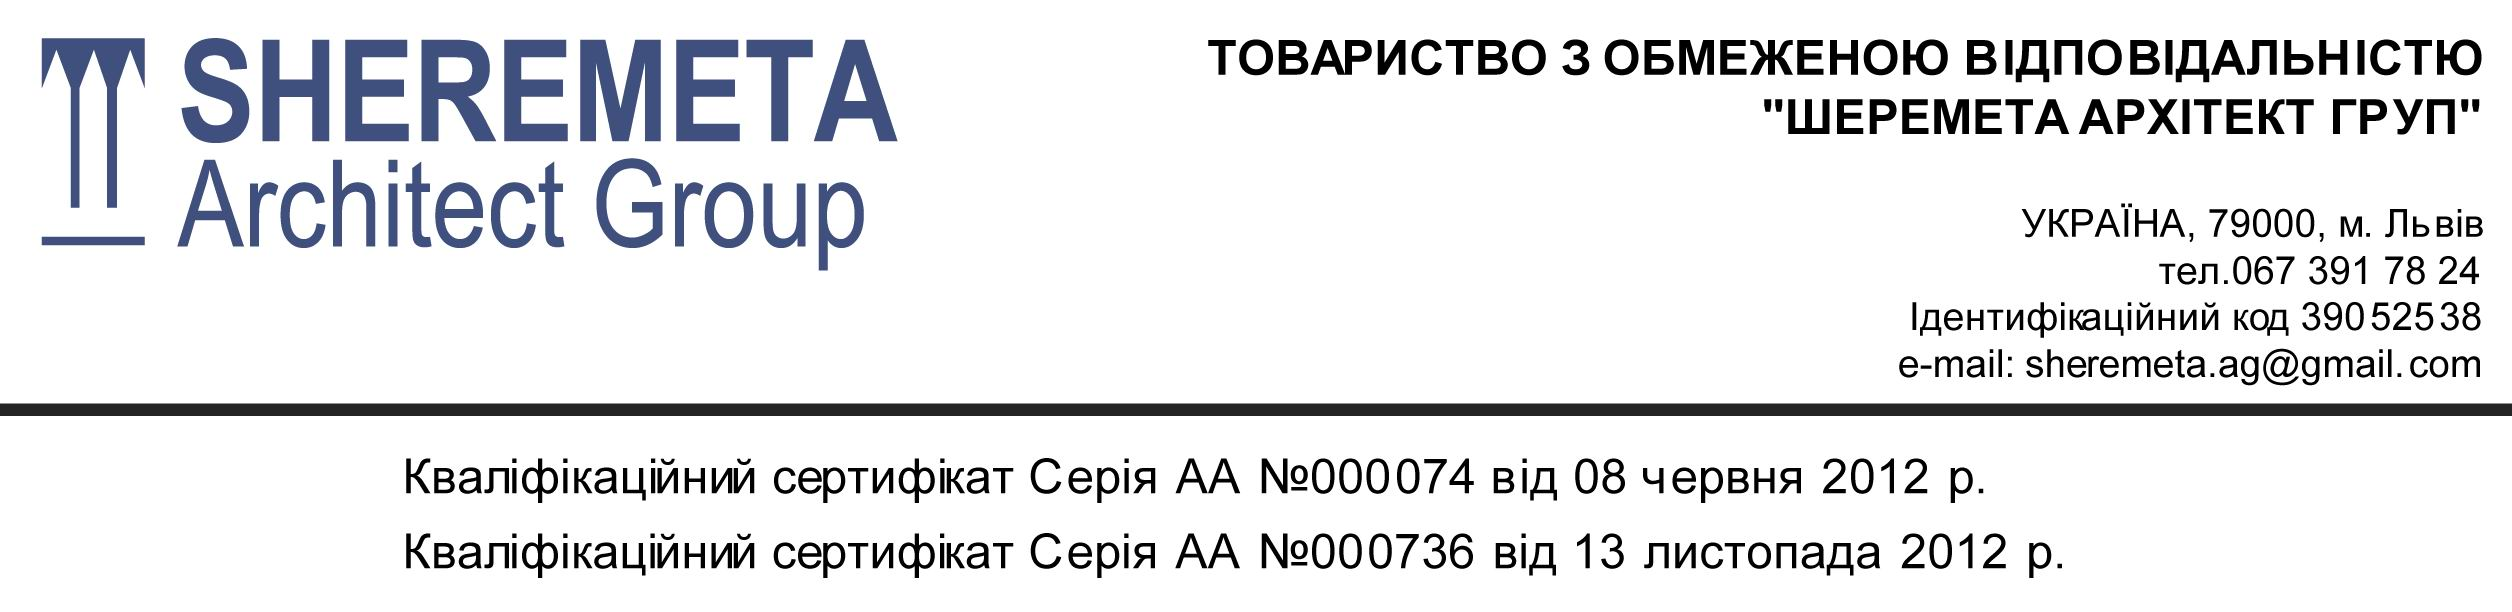 SHEREMETA
Architect Group
ТОВАРИСТВО З ОБМЕЖЕНОЮ ВІДПОВІДАЛЬНІСТЮ
"ШЕРЕМЕТА АРХІТЕКТ ГРУП"
УКРАЇНА, 79000, м. Львів
тел.067 391 78 24
Ідентифікаційний код 39052538
e-mail: sheremeta.ag@gmail.com
Кваліфікаційний сертифікат Серія АА №000074 від 08 червня 2012 р.
Кваліфікаційний сертифікат Серія АА №000736 від 13 листопада 2012 р.